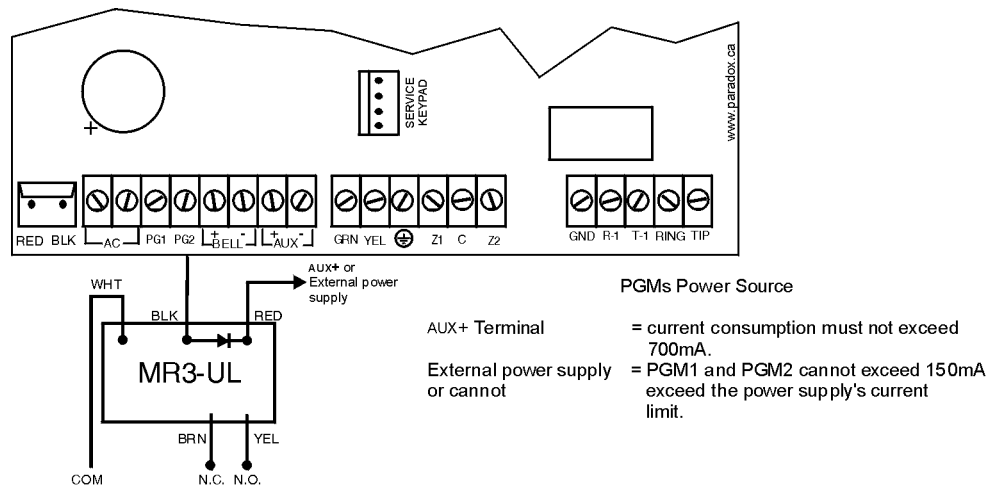 www.paradox.ca
SERVICE
KEYPAD
+
RED BLK AC PG1 PG2 + BELL - + AUX - GRN YEL Z1 C Z2 GND R-1 T-1 RING TIP
AUX+ or
External power
supply
WHT
BLK
RED
MR3-UL
BRN
YEL
COM
N.C. N.O.
PGMs Power Source
AUX+ Terminal = current consumption must not exceed
700mA.
External power supply = PGM1 and PGM2 cannot exceed 150mA
or cannot exceed the power supply's current
limit.